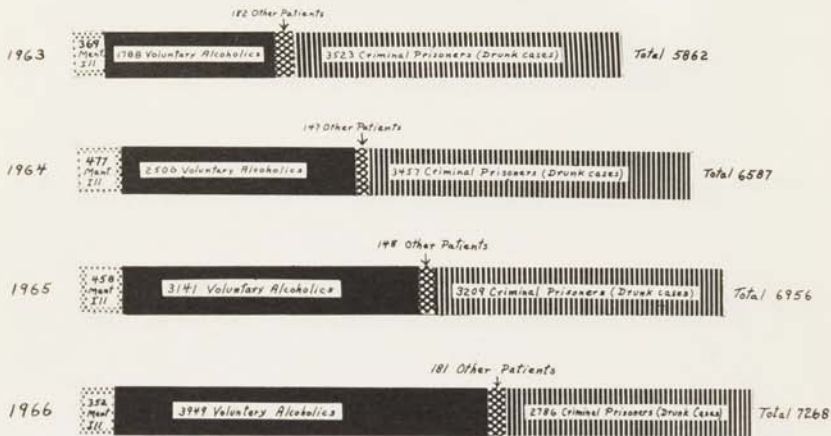 182 Other Patients
1963
369
Ment
Ill
1788 Voluntary Alcoholics
3523 Criminal Prisoners (Drunk cases)
Total 5862
147 Other Patients
1964
477
Ment
Ill
2506 Voluntary Alcoholics
3457 Criminal Prisoners (Drunk cases)
Total 6587
148 Other Patients
1965
458
Ment
Ill
3141 Voluntary Alcoholics
3209 Criminal Prisoners (Drunk cases)
Total 6956
181 Other Patients
1966
352
Ment
Ill
3949 Voluntary Alcoholics
2786 Criminal Prisoners (Drunk Cases)
Total 7268